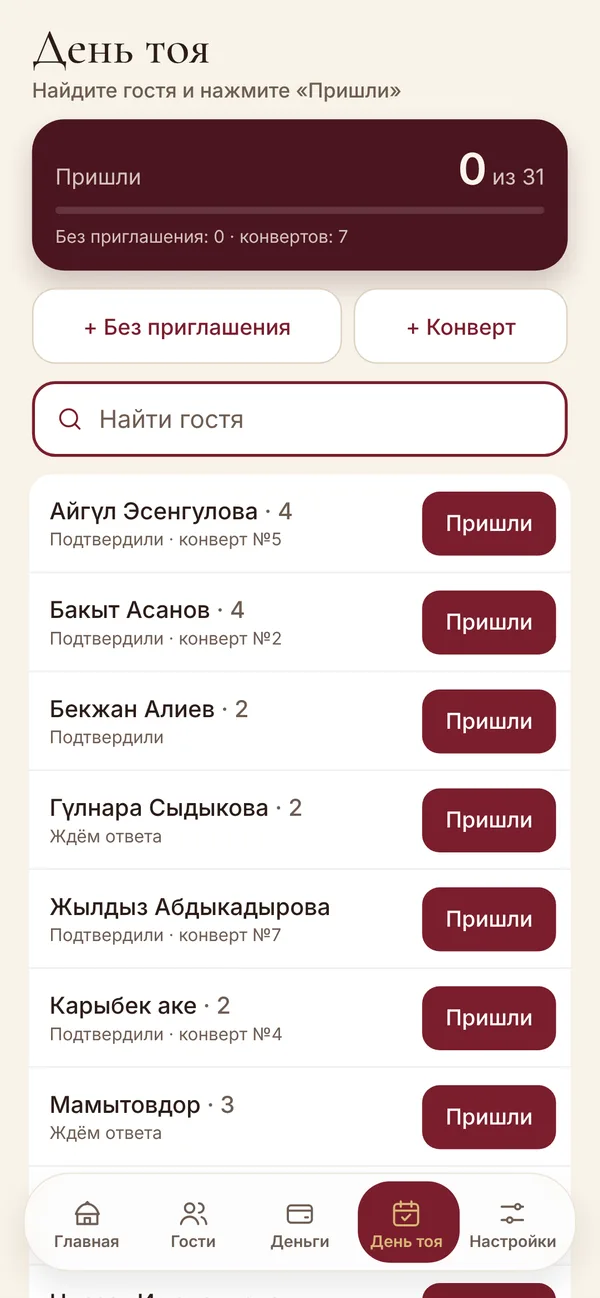 День тоя
Найдите гостя и нажмите «Пришли»
Пришли
0 из 31
Без приглашения: 0 · конвертов: 7
+ Без приглашения
+ Конверт
Найти гостя
Айгүл Эсенгулова · 4
Подтвердили · конверт №5
Пришли
Бакыт Асанов · 4
Подтвердили · конверт №2
Пришли
Бекжан Алиев · 2
Подтвердили
Пришли
Гүлнара Сыдыкова · 2
Ждём ответа
Пришли
Жылдыз Абдыкадырова
Подтвердили · конверт №7
Пришли
Карыбек аке · 2
Подтвердили · конверт №4
Пришли
Мамытовдор · 3
Ждём ответа
Пришли
Главная
Гости
Деньги
День тоя
Настройки